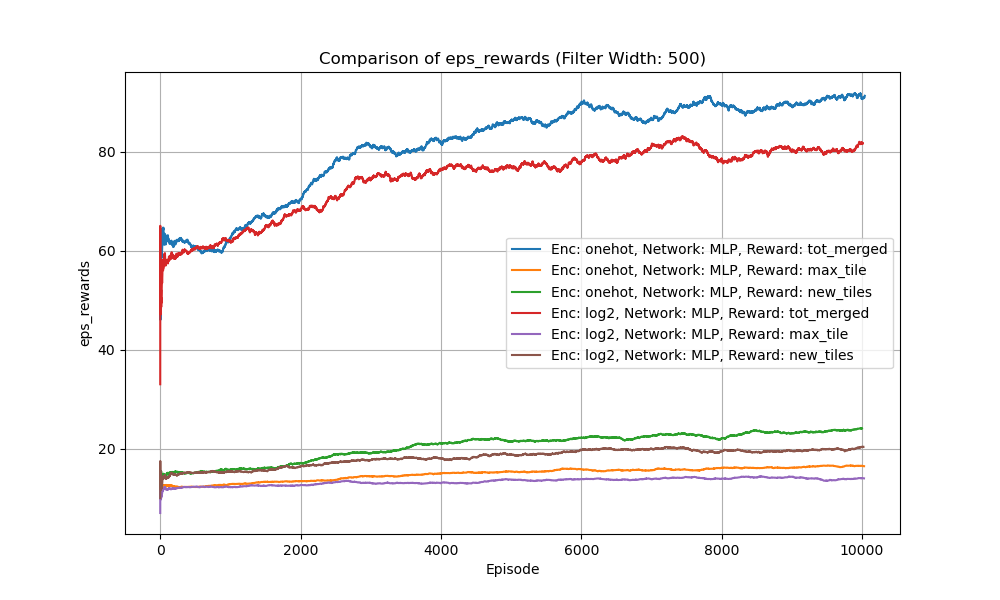 Comparison of eps_rewards (Filter Width: 500)
eps_rewards
80
60
40
20
Enc: onehot, Network: MLP, Reward: tot_merged
Enc: onehot, Network: MLP, Reward: max_tile
Enc: onehot, Network: MLP, Reward: new_tiles
Enc: log2, Network: MLP, Reward: tot_merged
Enc: log2, Network: MLP, Reward: max_tile
Enc: log2, Network: MLP, Reward: new_tiles
0 2000 4000 6000 8000 10000
Episode